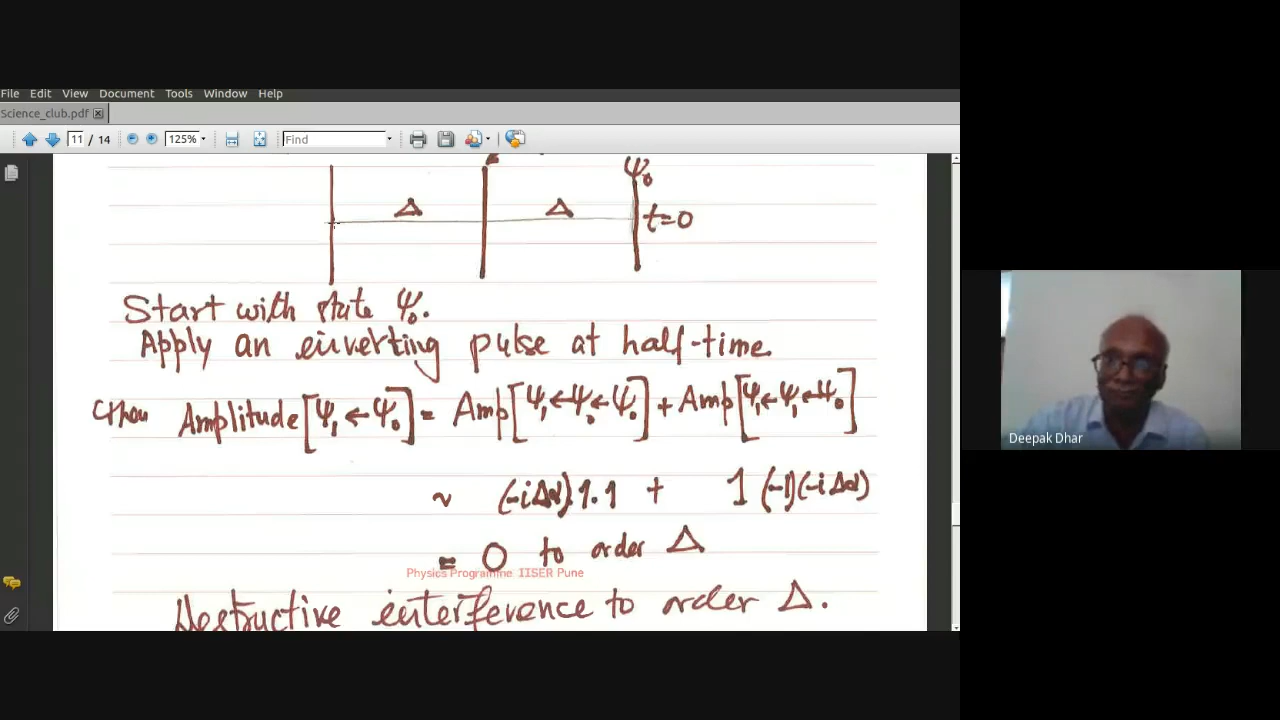 File Edit View Document Tools Window Help
Science_club.pdf
11 / 14 125% Find
Ψ₀
Δ Δ t=0
Start with state Ψ₀.
Apply an inverting pulse at half-time.
Then Amplitude[Ψ₁←Ψ₀] = Amp[Ψ₁←Ψ₀←Ψ₀] + Amp[Ψ₁←Ψ₁←Ψ₀]
~ (-iΔα).1.1 + 1(-1)(-iΔα)
= 0 to order Δ
Physics Programme IISER Pune
Destructive interference to order Δ.
Deepak Dhar